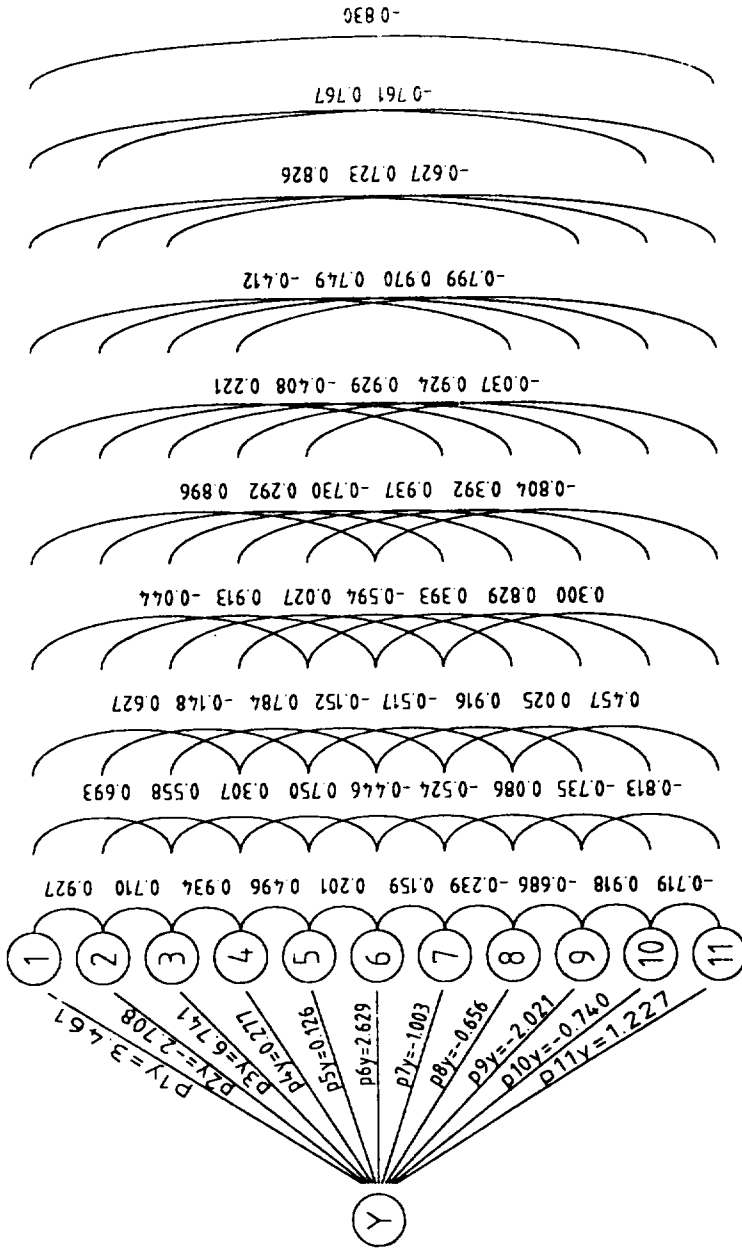 -0.830
0.767 -0.761
0.826 0.723 -0.627
-0.412 0.749 0.970 -0.799
0.221 -0.408 0.929 0.924 -0.037
0.896 0.292 -0.730 0.937 0.392 -0.804
-0.044 0.913 0.027 -0.594 0.393 0.829 0.300
0.627 -0.148 0.784 -0.152 -0.517 0.916 0.025 0.457
0.693 0.558 0.307 0.750 -0.446 -0.524 0.086 -0.735 -0.813
0.927 0.710 0.934 0.496 0.201 0.159 -0.239 -0.686 0.918 -0.719
1 2 3 4 5 6 7 8 9 10 11
p1y=3.461
p2y=-2.708
p3y=6.741
p4y=0.277
p5y=0.126
p6y=2.629
p7y=-1.003
p8y=-0.656
p9y=-2.021
p10y=-0.740
p11y=1.227
Y